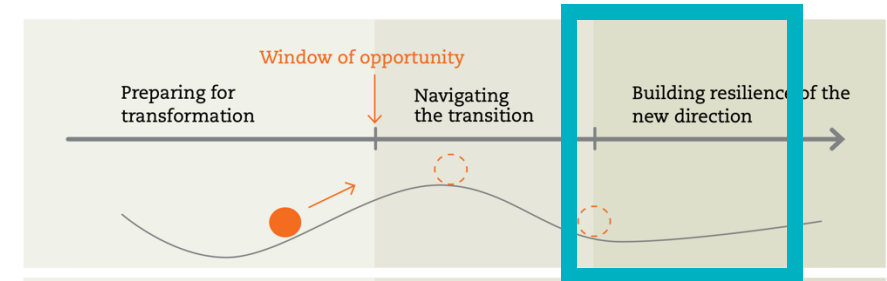 Window of opportunity
Preparing for
transformation
Navigating
the transition
Building resilience of the
new direction